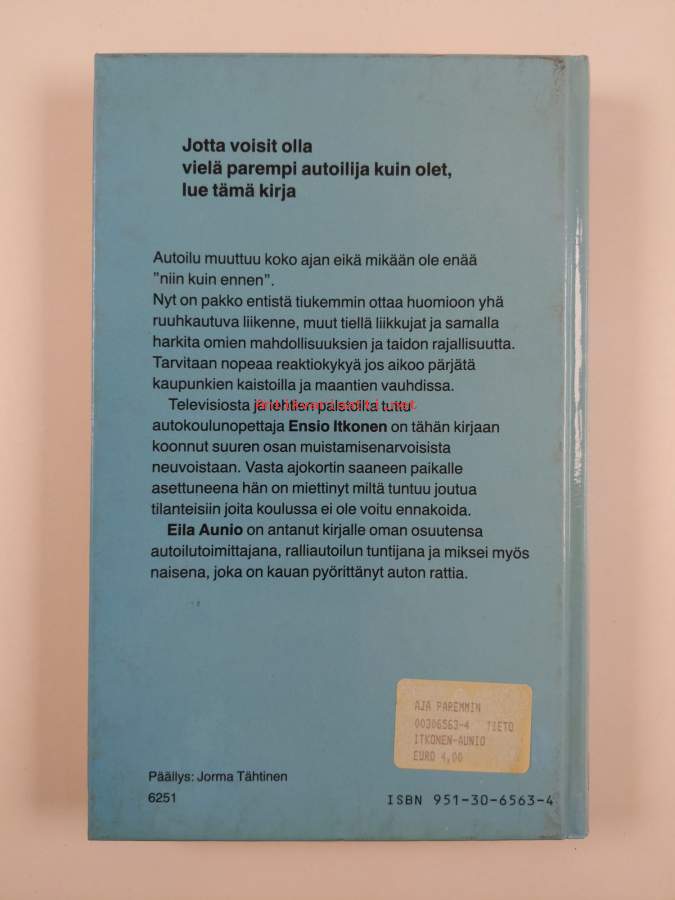 Jotta voisit olla
vielä parempi autoilija kuin olet,
lue tämä kirja
Autoilu muuttuu koko ajan eikä mikään ole enää
"niin kuin ennen".
Nyt on pakko entistä tiukemmin ottaa huomioon yhä
ruuhkautuva liikenne, muut tiellä liikkujat ja samalla
harkita omien mahdollisuuksien ja taidon rajallisuutta.
Tarvitaan nopeaa reaktiokykyä jos aikoo pärjätä
kaupunkien kaistoilla ja maantien vauhdissa.
Televisiosta ja lehtien palstoilta tuttu
autokoulunopettaja Ensio Itkonen on tähän kirjaan
koonnut suuren osan muistamisenarvoisista
neuvoistaan. Vasta ajokortin saaneen paikalle
asettuneena hän on miettinyt miltä tuntuu joutua
tilanteisiin joita koulussa ei ole voitu ennakoida.
Eila Aunio on antanut kirjalle oman osuutensa
autoilutoimittajana, ralliautoilun tuntijana ja miksei myös
naisena, joka on kauan pyörittänyt auton rattia.
AJA PAREMMIN
00306563-4 TIETO
ITKONEN-AUNIO
EURO 4,00
Päällys: Jorma Tähtinen
6251
ISBN 951-30-6563-4